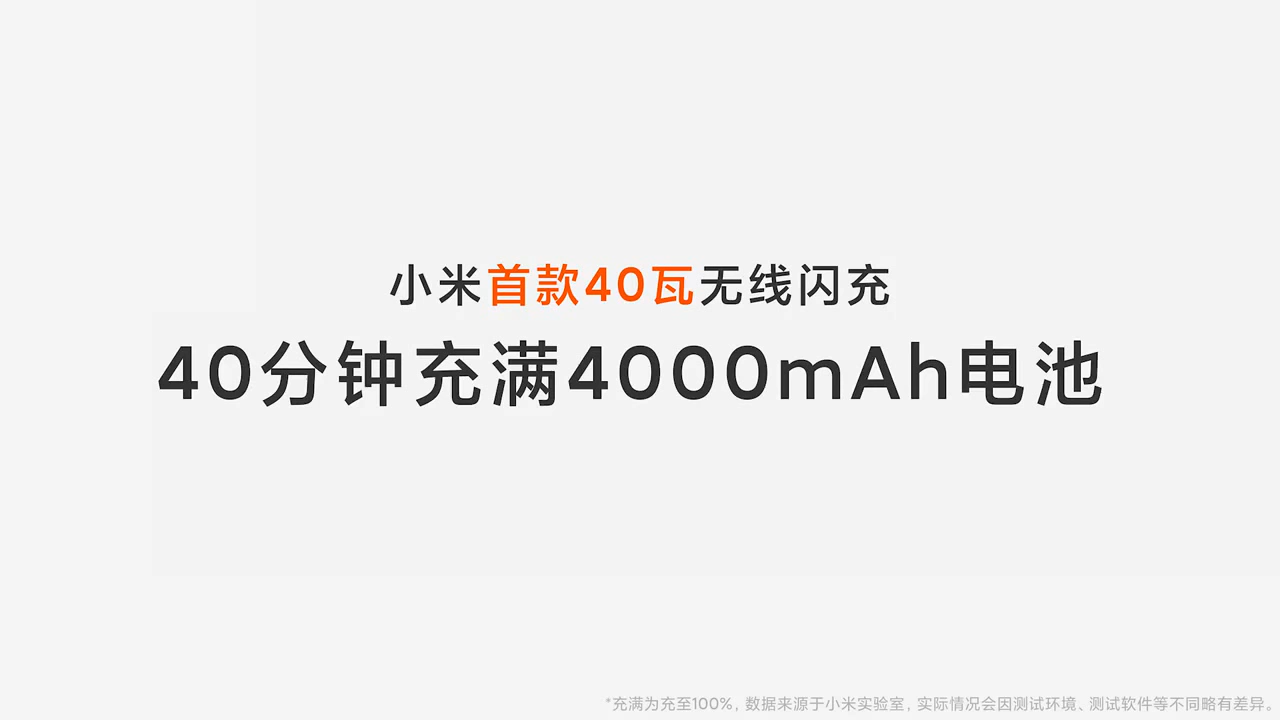 小米首款40瓦无线闪充
40分钟充满4000mAh电池
*充满为充至100%, 数据来源于小米实验室, 实际情况会因测试环境、测试软件等不同略有差异。